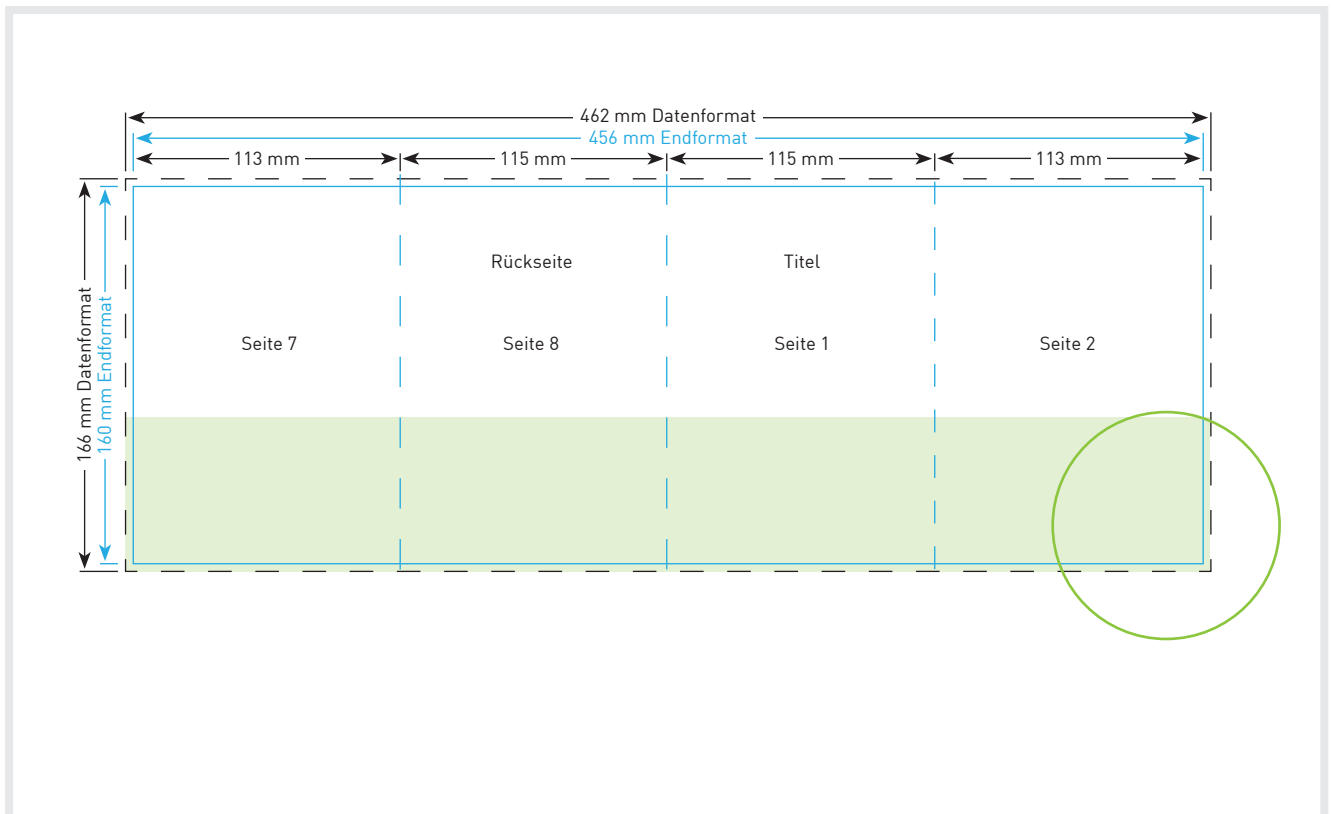 462 mm Datenformat
456 mm Endformat
113 mm
115 mm
115 mm
113 mm
166 mm Datenformat
160 mm Endformat
Rückseite
Titel
Seite 7
Seite 8
Seite 1
Seite 2